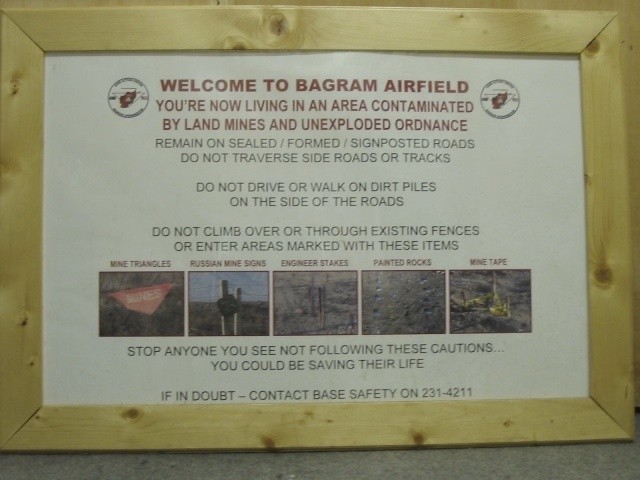 WELCOME TO BAGRAM AIRFIELD
YOU'RE NOW LIVING IN AN AREA CONTAMINATED
BY LAND MINES AND UNEXPLODED ORDNANCE
REMAIN ON SEALED / FORMED / SIGNPOSTED ROADS
DO NOT TRAVERSE SIDE ROADS OR TRACKS
DO NOT DRIVE OR WALK ON DIRT PILES
ON THE SIDE OF THE ROADS
DO NOT CLIMB OVER OR THROUGH EXISTING FENCES
OR ENTER AREAS MARKED WITH THESE ITEMS
MINE TRIANGLES RUSSIAN MINE SIGNS ENGINEER STAKES PAINTED ROCKS MINE TAPE
MINES
STOP ANYONE YOU SEE NOT FOLLOWING THESE CAUTIONS...
YOU COULD BE SAVING THEIR LIFE
IF IN DOUBT – CONTACT BASE SAFETY ON 231-4211